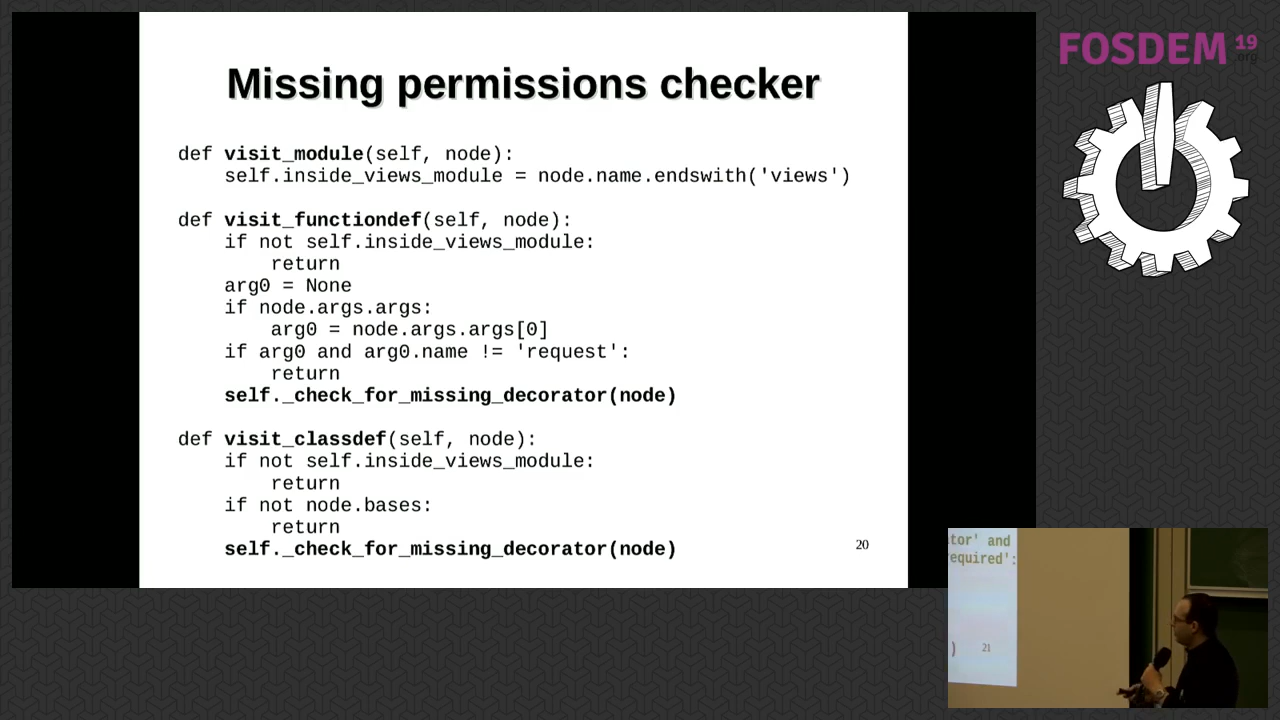 Missing permissions checker
def visit_module(self, node):
    self.inside_views_module = node.name.endswith('views')
def visit_functiondef(self, node):
    if not self.inside_views_module:
        return
    arg0 = None
    if node.args.args:
        arg0 = node.args.args[0]
    if arg0 and arg0.name != 'request':
        return
    self._check_for_missing_decorator(node)
def visit_classdef(self, node):
    if not self.inside_views_module:
        return
    if not node.bases:
        return
    self._check_for_missing_decorator(node)
20
FOSDEM 19
.org
ator' and
equired':
) 21